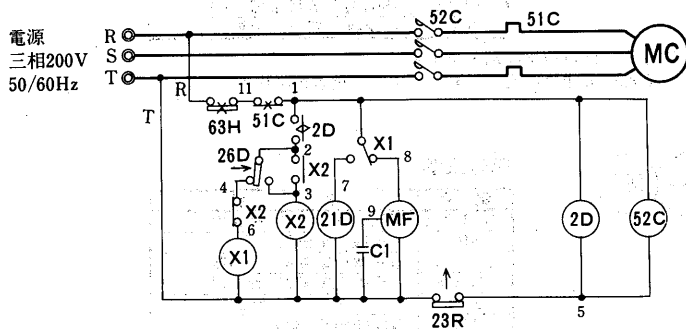 電源
三相200V
50/60Hz
R
S
T
52C
51C
MC
R
T
11
63H
51C
1
2D
2
26D
X2
3
4
X2
6
X1
X2
X1
7
8
21D
9
MF
C1
23R
2D
52C
5